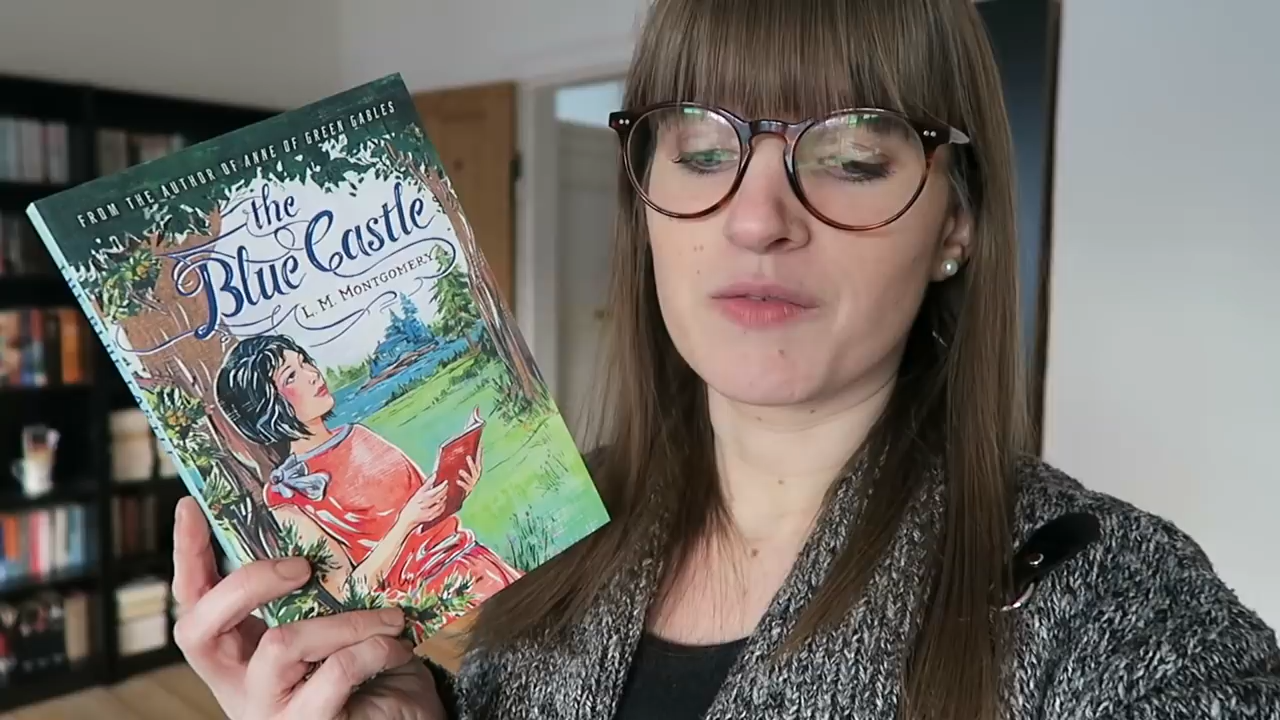 FROM THE AUTHOR OF ANNE OF GREEN GABLES
the
Blue Castle
L. M. MONTGOMERY